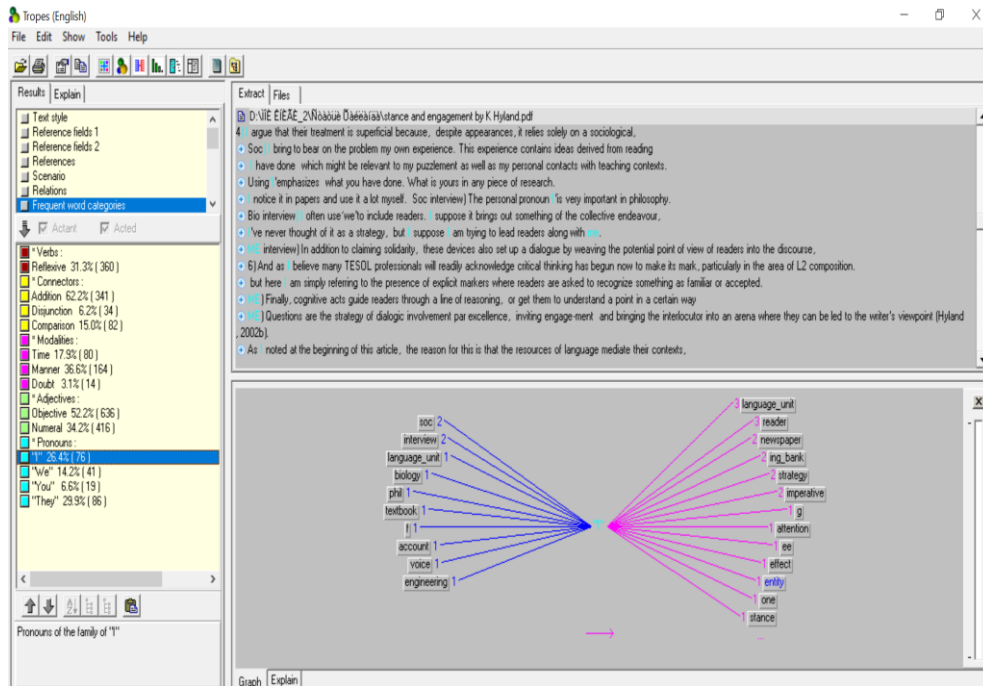 Tropes (English)
File Edit Show Tools Help
Results Explain
Text style
Reference fields 1
Reference fields 2
References
Scenario
Relations
Frequent word categories
Actant Acted
* Verbs :
Reflexive 31.3% ( 360)
* Connectors :
Addition 62.2% ( 341)
Disjunction 6.2% ( 34)
Comparison 15.0% ( 82)
* Modalities :
Time 17.9% ( 80)
Manner 36.6% ( 164)
Doubt 3.1% ( 14)
* Adjectives :
Objective 52.2% ( 636)
Numeral 34.2% ( 416)
* Pronouns :
"I" 26.4% ( 76)
"We" 14.2% ( 41)
"You" 6.6% ( 19)
"They" 29.9% ( 86)
Pronouns of the family of "I"
Extract Files
stance and engagement by K Hyland.pdf
4 I argue that their treatment is superficial because, despite appearances, it relies solely on a sociological,
Soc I bring to bear on the problem my own experience. This experience contains ideas derived from reading
I have done which might be relevant to my puzzlement as well as my personal contacts with teaching contexts.
Using I 'emphasizes what you have done. What is yours in any piece of research.
I notice it in papers and use it a lot myself. Soc interview) The personal pronoun I 'is very important in philosophy.
Bio interview I often use 'we'to include readers. I suppose it brings out something of the collective endeavour,
I 've never thought of it as a strategy, but I suppose I am trying to lead readers along with me.
ME interview) In addition to claiming solidarity, these devices also set up a dialogue by weaving the potential point of view of readers into the discourse,
6) And as I believe many TESOL professionals will readily acknowledge critical thinking has begun now to make its mark, particularly in the area of L2 composition.
but here I am simply referring to the presence of explicit markers where readers are asked to recognize something as familiar or accepted.
ME) Finally, cognitive acts guide readers through a line of reasoning, or get them to understand a point in a certain way
ME) Questions are the strategy of dialogic involvement par excellence, inviting engage-ment and bringing the interlocutor into an arena where they can be led to the writer's viewpoint (Hyland
, 2002b).
As I noted at the beginning of this article, the reason for this is that the resources of language mediate their contexts,
soc 2
interview 2
language_unit 1
biology 1
phil 1
textbook 1
f 1
account 1
voice 1
engineering 1
3 language_unit
3 reader
2 newspaper
2 ing_bank
2 strategy
2 imperative
1 g
1 attention
1 ee
1 effect
1 entity
1 one
1 stance
Graph Explain